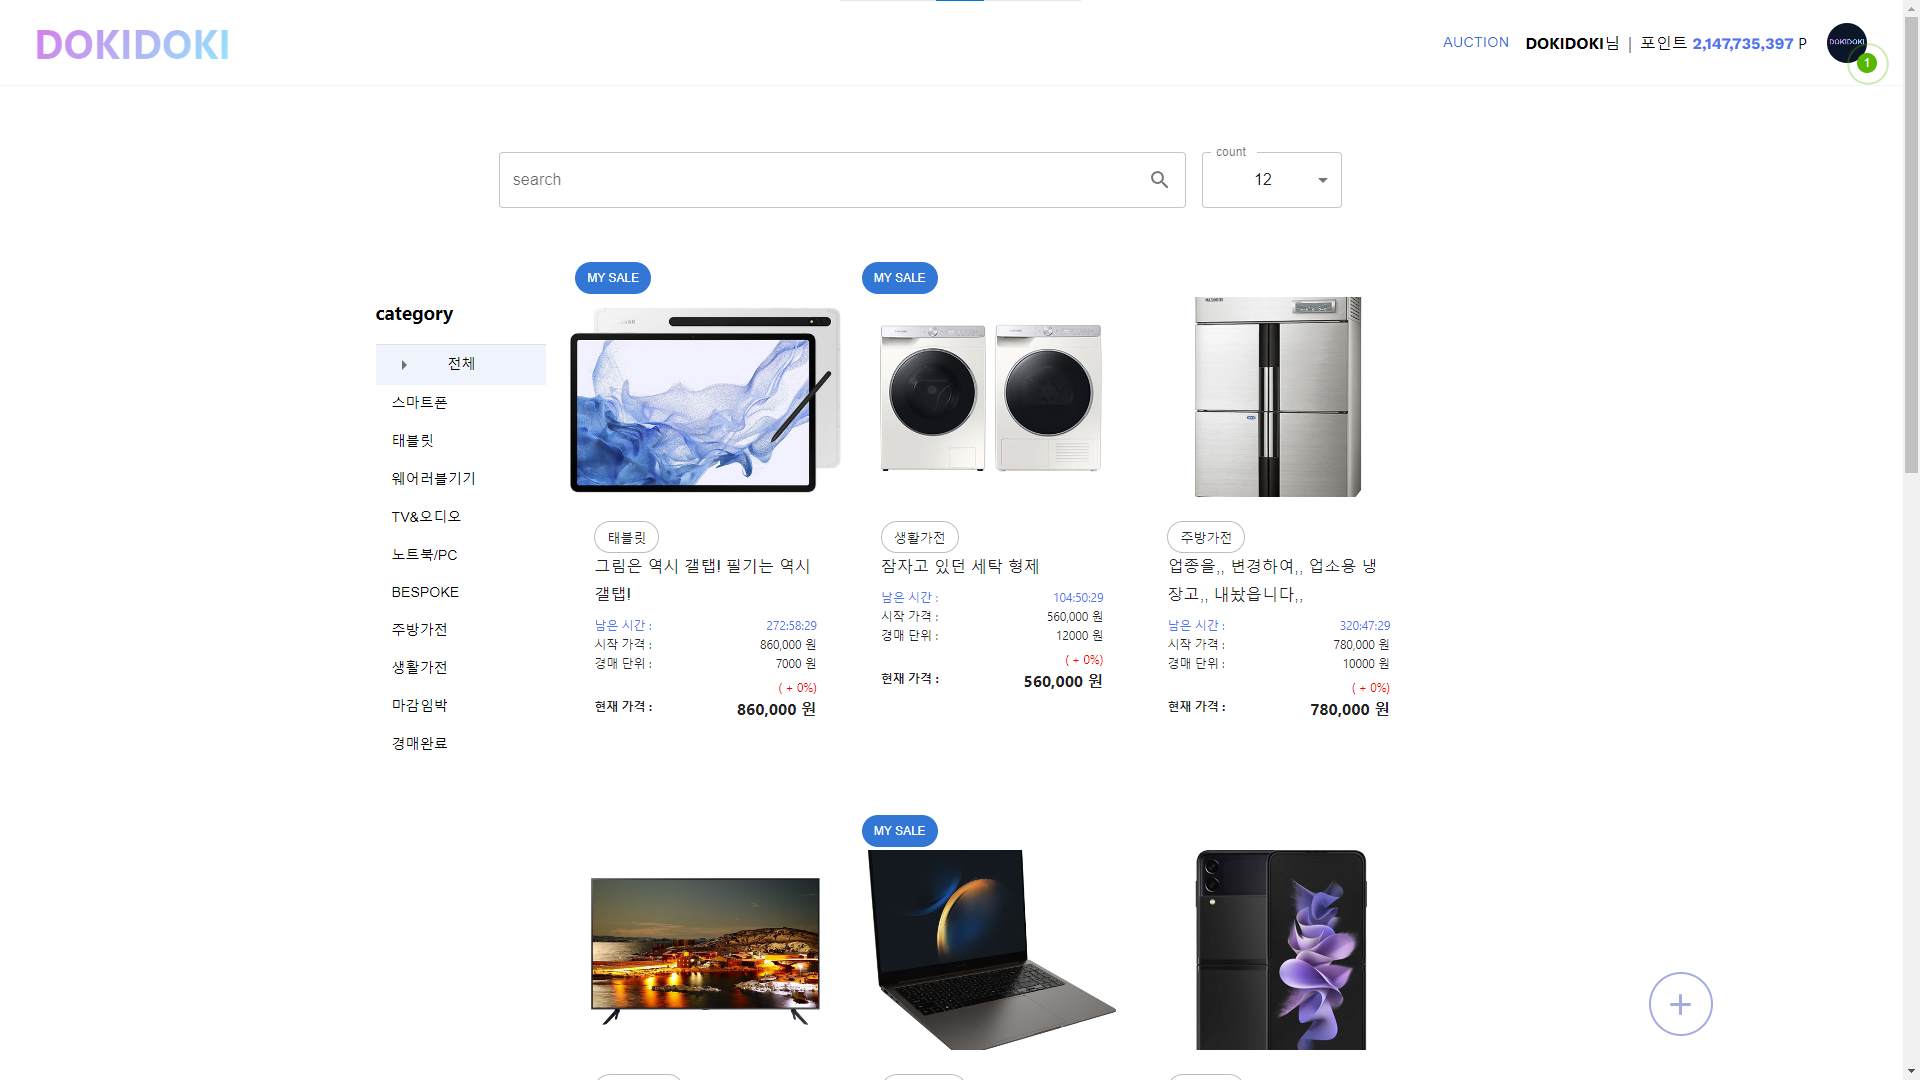 DOKIDOKI
AUCTION DOKIDOKI님 | 포인트 2,147,735,397 P
DOKIDOKI
1
count
search
12
MY SALE
MY SALE
category
전체
스마트폰
태블릿
웨어러블기기
TV&오디오
노트북/PC
BESPOKE
주방가전
생활가전
마감임박
경매완료
태블릿
그림은 역시 갤탭! 필기는 역시
갤탭!
남은 시간 : 272:58:29
시작 가격 : 860,000 원
경매 단위 : 7000 원
( + 0%)
현재 가격 : 860,000 원
생활가전
잠자고 있던 세탁 형제
남은 시간 : 104:50:29
시작 가격 : 560,000 원
경매 단위 : 12000 원
( + 0%)
현재 가격 : 560,000 원
주방가전
업종을,, 변경하여,, 업소용 냉
장고,, 내놨읍니다,,
남은 시간 : 320:47:29
시작 가격 : 780,000 원
경매 단위 : 10000 원
( + 0%)
현재 가격 : 780,000 원
MY SALE